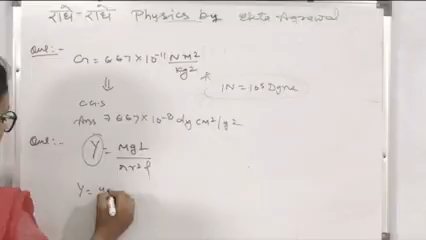 राधे-राधे Physics by Ekta Agrawal
Que:- G = 6.67 × 10⁻¹¹ Nm²/kg²
⇓ 1N = 10⁵ Dyne
C.G.S
Ans 7 6.67 × 10⁻⁸ dy cm²/g²
Que:- Y = MgL/πr²l
Y =